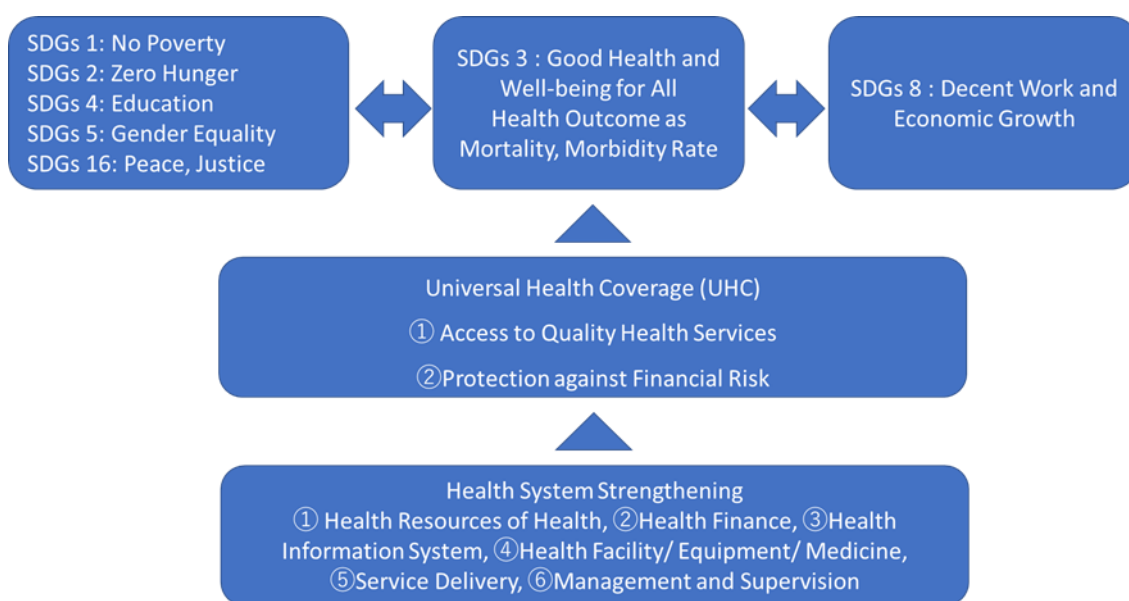 SDGs 1: No Poverty
SDGs 2: Zero Hunger
SDGs 4: Education
SDGs 5: Gender Equality
SDGs 16: Peace, Justice
SDGs 3 : Good Health and
Well-being for All
Health Outcome as
Mortality, Morbidity Rate
SDGs 8 : Decent Work and
Economic Growth
Universal Health Coverage (UHC)
① Access to Quality Health Services
②Protection against Financial Risk
Health System Strengthening
① Health Resources of Health, ②Health Finance, ③Health
Information System, ④Health Facility/ Equipment/ Medicine,
⑤Service Delivery, ⑥Management and Supervision